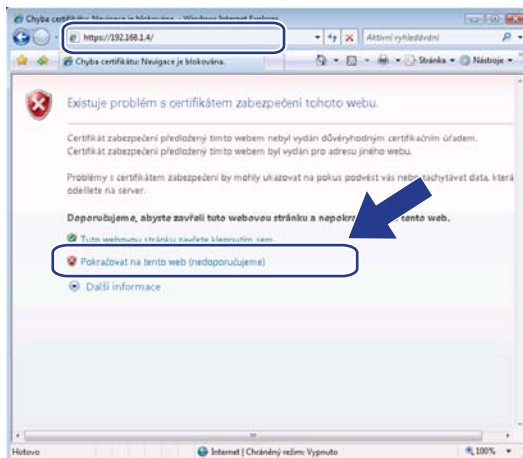 Chyba certifikátu: Navigace je blokována. - Windows Internet Explorer
https://192.168.1.4/
Aktivní vyhledávání
Chyba certifikátu: Navigace je blokována.
Stránka
Nástroje
Existuje problém s certifikátem zabezpečení tohoto webu.
Certifikát zabezpečení předložený tímto webem nebyl vydán důvěryhodným certifikačním úřadem.
Certifikát zabezpečení předložený tímto webem byl vydán pro adresu jiného webu.
Problémy s certifikátem zabezpečení by mohly ukazovat na pokus podvést vás nebo zachytávat data, která
odešlete na server.
Doporučujeme, abyste zavřeli tuto webovou stránku a tento web.
Tuto webovou stránku zavřete klepnutím sem.
Pokračovat na tento web (nedoporučujeme)
Další informace
Hotovo
Internet | Chráněný režim: Vypnuto
100%